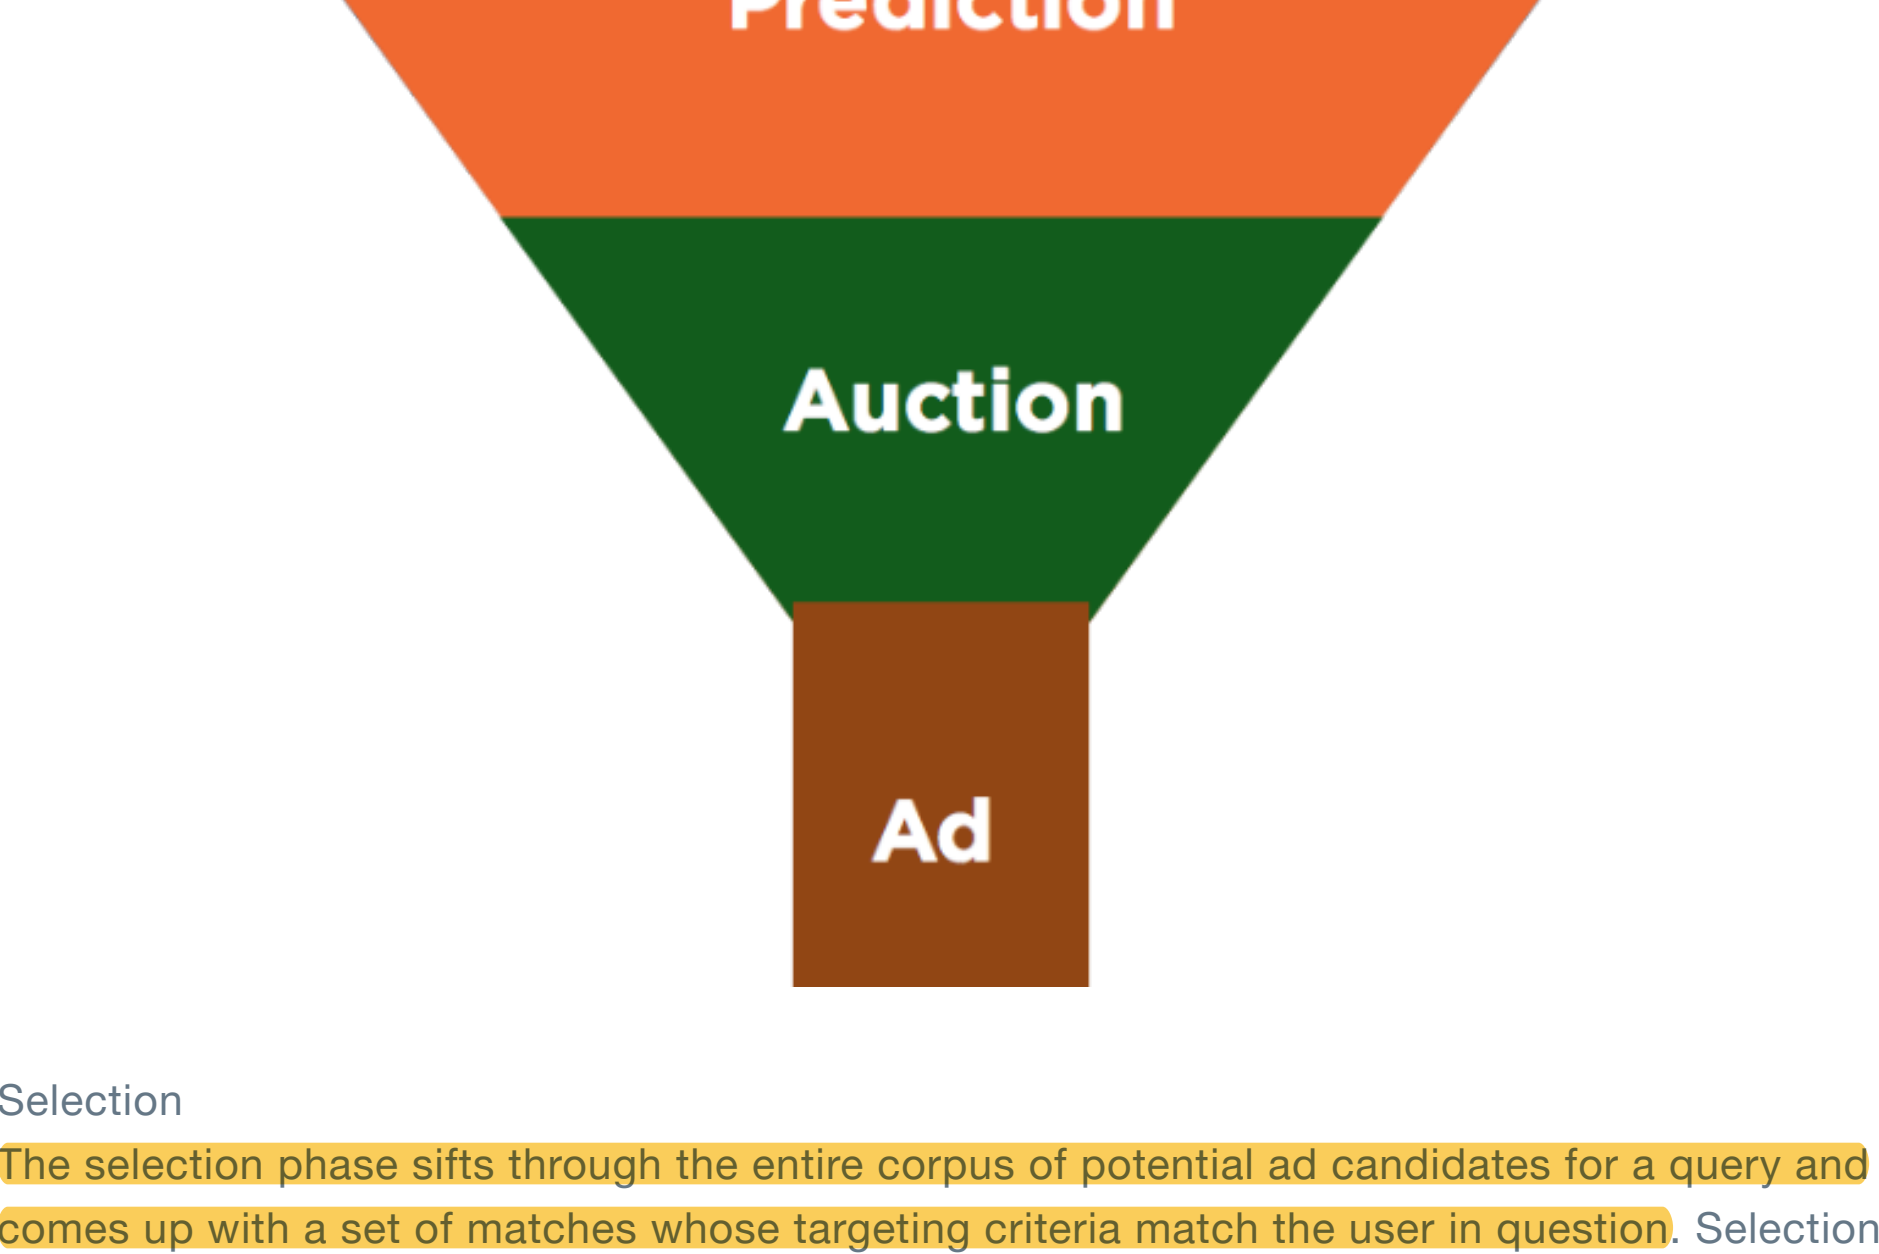 Prediction
Auction
Ad
Selection
The selection phase sifts through the entire corpus of potential ad candidates for a query and
comes up with a set of matches whose targeting criteria match the user in question. Selection